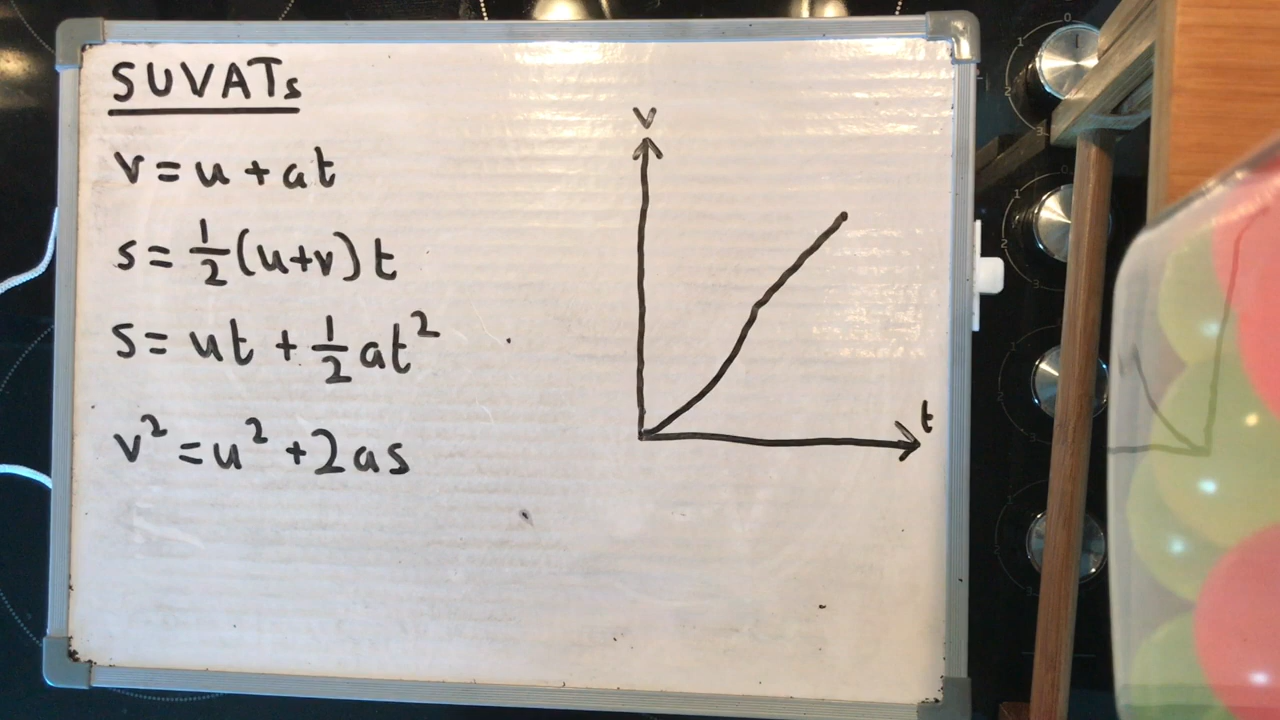 SUVATs
v = u + at
s = ½(u+v)t
s = ut + ½at²
v² = u² + 2as
v
t